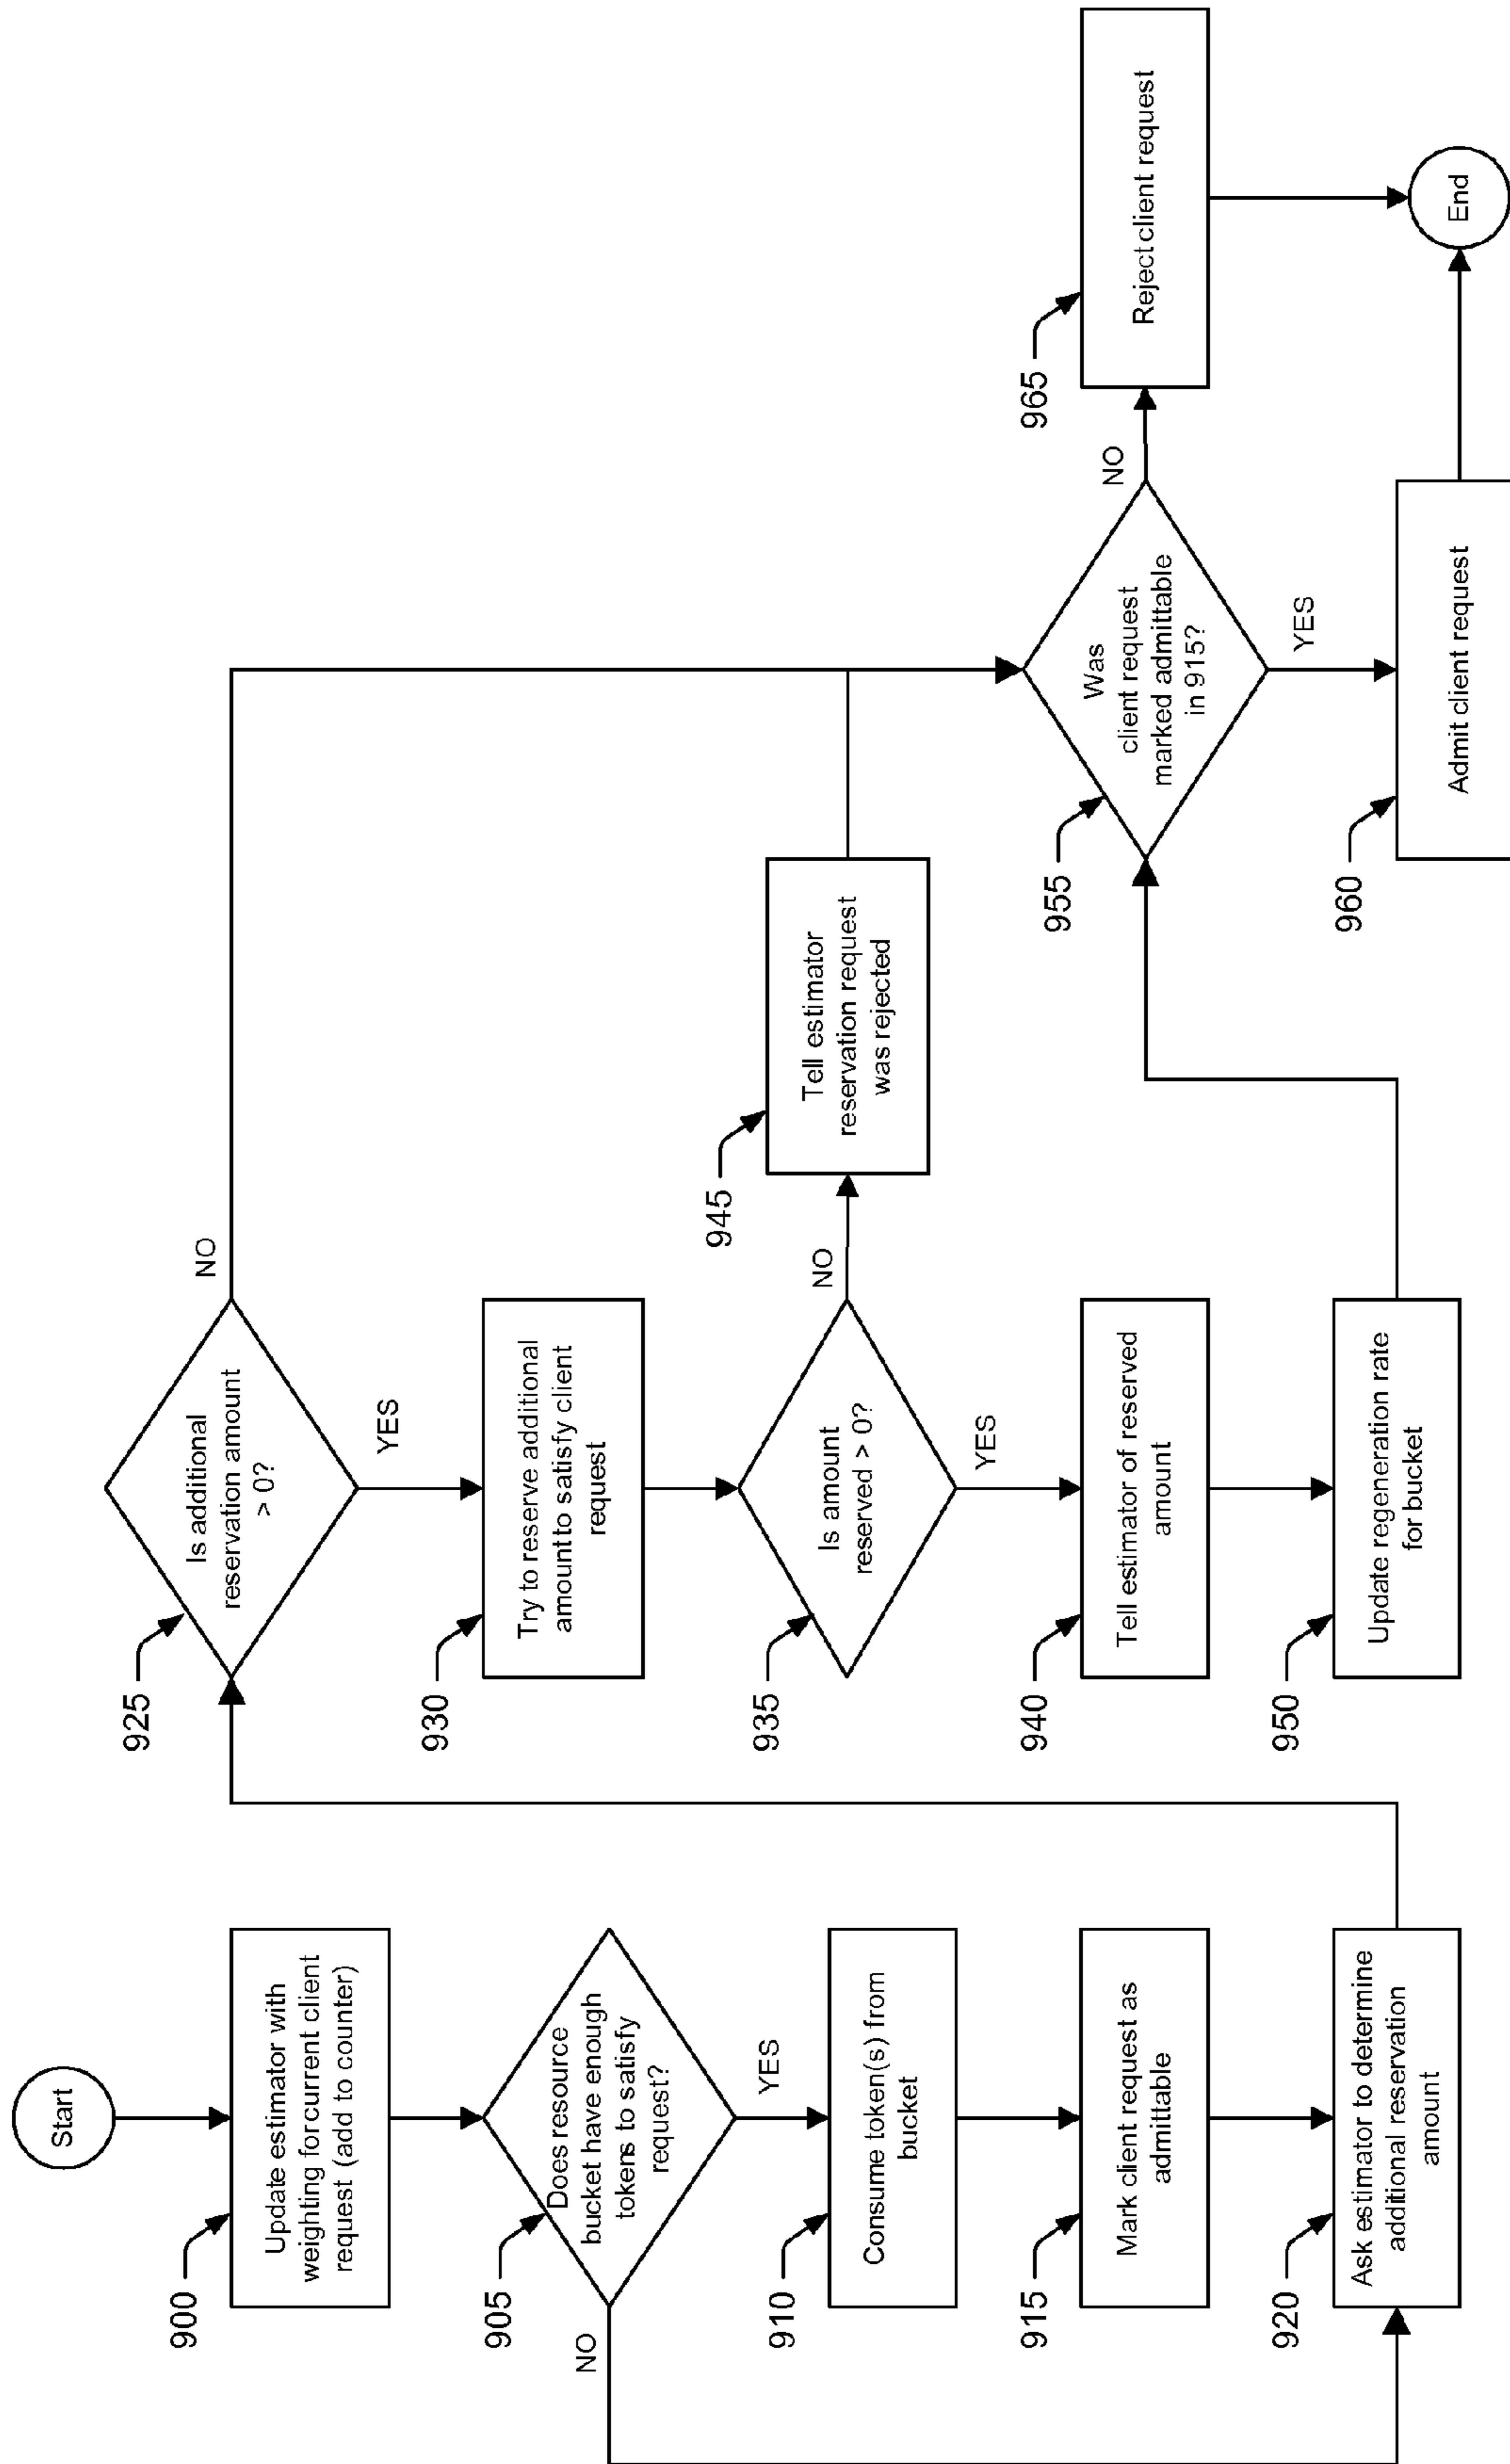 Start
900
Update estimator with
weighting for current client
request (add to counter)
905
Does resource
bucket have enough
tokens to satisfy
request?
NO
YES
910
Consume token(s) from
bucket
915
Mark client request as
admittable
920
Ask estimator to determine
additional reservation
amount
925
Is additional
reservation amount
> 0?
NO
YES
930
Try to reserve additional
amount to satisfy client
request
935
Is amount
reserved > 0?
NO
YES
940
Tell estimator of reserved
amount
945
Tell estimator
reservation request
was rejected
950
Update regeneration rate
for bucket
955
Was
client request
marked admittable
in 915?
NO
YES
960
Admit client request
965
Reject client request
End